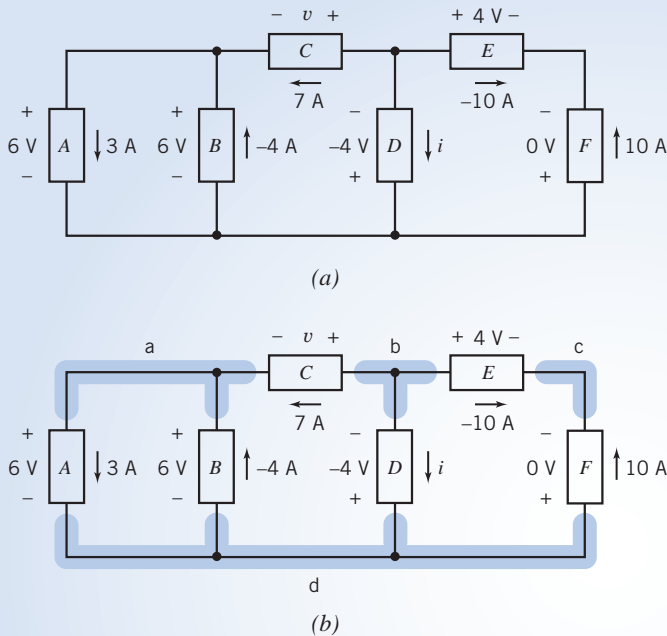 – v + + 4 V –
C E
7 A –10 A
+ + – –
6 V A 3 A 6 V B –4 A –4 V D i 0 V F 10 A
– – + +
(a)
a b c
– v + + 4 V –
C E
7 A –10 A
+ + – –
6 V A 3 A 6 V B –4 A –4 V D i 0 V F 10 A
– – + +
d
(b)